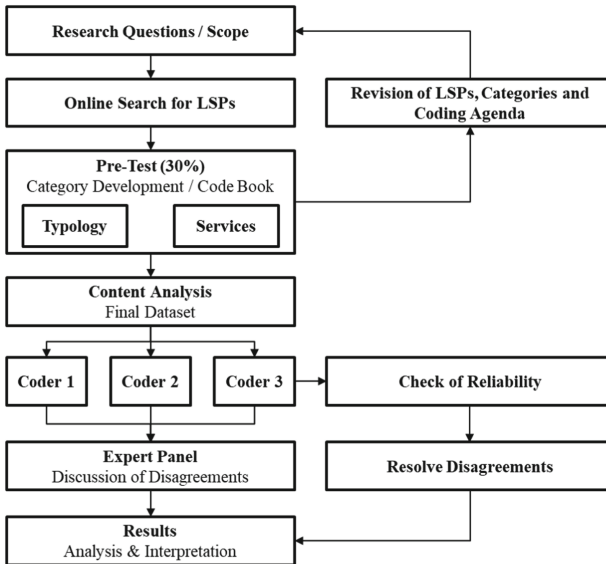 Research Questions / Scope
Online Search for LSPs
Revision of LSPs, Categories and
Coding Agenda
Pre-Test (30%)
Category Development / Code Book
Typology
Services
Content Analysis
Final Dataset
Coder 1
Coder 2
Coder 3
Check of Reliability
Expert Panel
Discussion of Disagreements
Resolve Disagreements
Results
Analysis & Interpretation